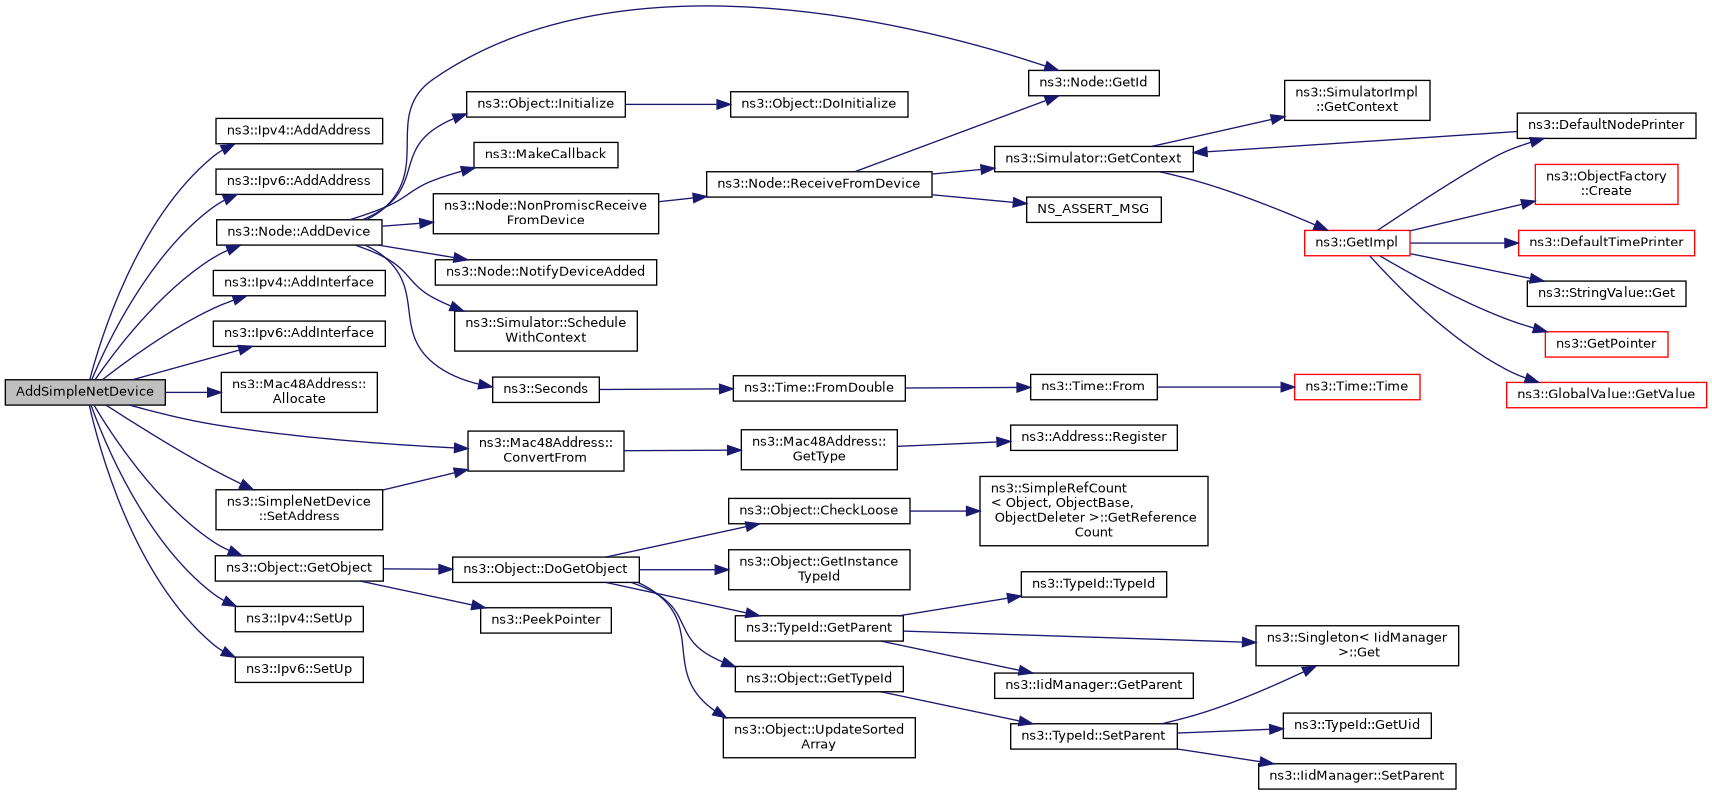 AddSimpleNetDevice
ns3::Ipv4::AddAddress
ns3::Ipv6::AddAddress
ns3::Node::AddDevice
ns3::Ipv4::AddInterface
ns3::Ipv6::AddInterface
ns3::Mac48Address::
Allocate
ns3::SimpleNetDevice
::SetAddress
ns3::Object::GetObject
ns3::Ipv4::SetUp
ns3::Ipv6::SetUp
ns3::Object::Initialize
ns3::MakeCallback
ns3::Node::NonPromiscReceive
FromDevice
ns3::Node::NotifyDeviceAdded
ns3::Simulator::Schedule
WithContext
ns3::Seconds
ns3::Mac48Address::
ConvertFrom
ns3::Object::DoGetObject
ns3::PeekPointer
ns3::Object::DoInitialize
ns3::Node::ReceiveFromDevice
ns3::Time::FromDouble
ns3::Mac48Address::
GetType
ns3::Object::CheckLoose
ns3::Object::GetInstance
TypeId
ns3::TypeId::GetParent
ns3::Object::GetTypeId
ns3::Object::UpdateSorted
Array
ns3::Node::GetId
ns3::Simulator::GetContext
NS_ASSERT_MSG
ns3::Time::From
ns3::Address::Register
ns3::SimpleRefCount
< Object, ObjectBase,
ObjectDeleter >::GetReference
Count
ns3::TypeId::TypeId
ns3::IidManager::GetParent
ns3::TypeId::SetParent
ns3::SimulatorImpl
::GetContext
ns3::GetImpl
ns3::Time::Time
ns3::Singleton< IidManager
>::Get
ns3::TypeId::GetUid
ns3::IidManager::SetParent
ns3::DefaultNodePrinter
ns3::ObjectFactory
::Create
ns3::DefaultTimePrinter
ns3::StringValue::Get
ns3::GetPointer
ns3::GlobalValue::GetValue